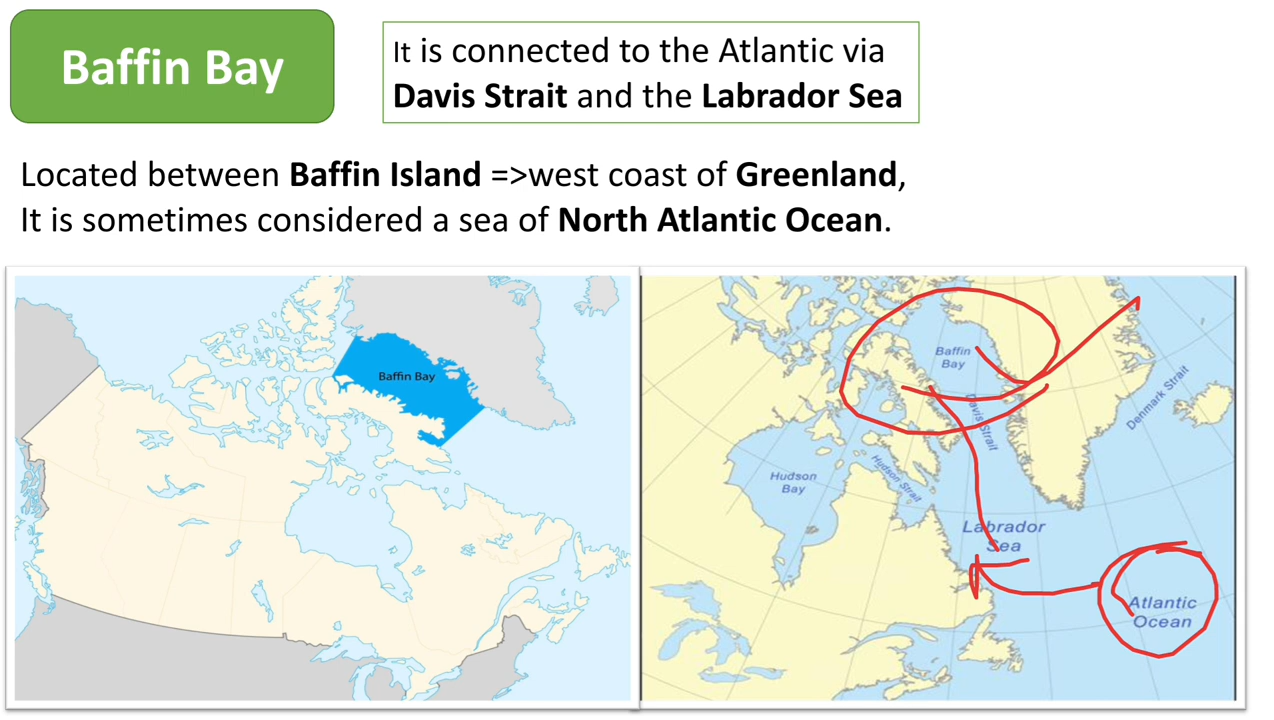 Baffin Bay
It is connected to the Atlantic via
Davis Strait and the Labrador Sea
Located between Baffin Island =>west coast of Greenland,
It is sometimes considered a sea of North Atlantic Ocean.
Baffin Bay
Baffin
Bay
Davis Strait
Denmark Strait
Hudson
Bay
Hudson Strait
Labrador
Sea
Atlantic
Ocean